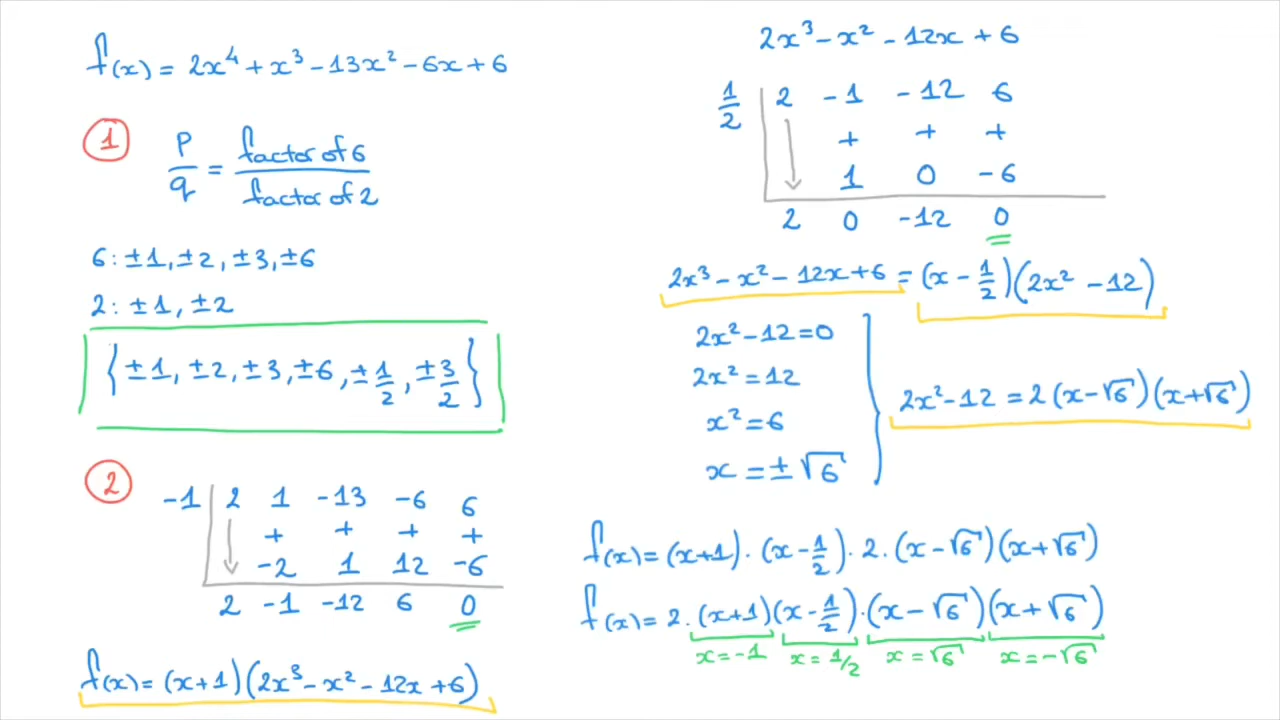 f(x) = 2x⁴ + x³ - 13x² - 6x + 6
1
p/q = factor of 6 / factor of 2
6: ±1, ±2, ±3, ±6
2: ±1, ±2
{±1, ±2, ±3, ±6, ±1/2, ±3/2}
2
-1 | 2 1 -13 -6 6
+ + + +
-2 1 12 -6
2 -1 -12 6 0
f(x) = (x+1)(2x³ - x² - 12x + 6)
2x³ - x² - 12x + 6
1/2 | 2 -1 -12 6
+ + +
1 0 -6
2 0 -12 0
2x³ - x² - 12x + 6 = (x - 1/2)(2x² - 12)
2x² - 12 = 0
2x² = 12
x² = 6
x = ±√6
2x² - 12 = 2(x - √6)(x + √6)
f(x) = (x+1) · (x - 1/2) · 2 · (x - √6)(x + √6)
f(x) = 2 · (x+1)(x - 1/2) · (x - √6)(x + √6)
x = -1 x = 1/2 x = √6 x = -√6